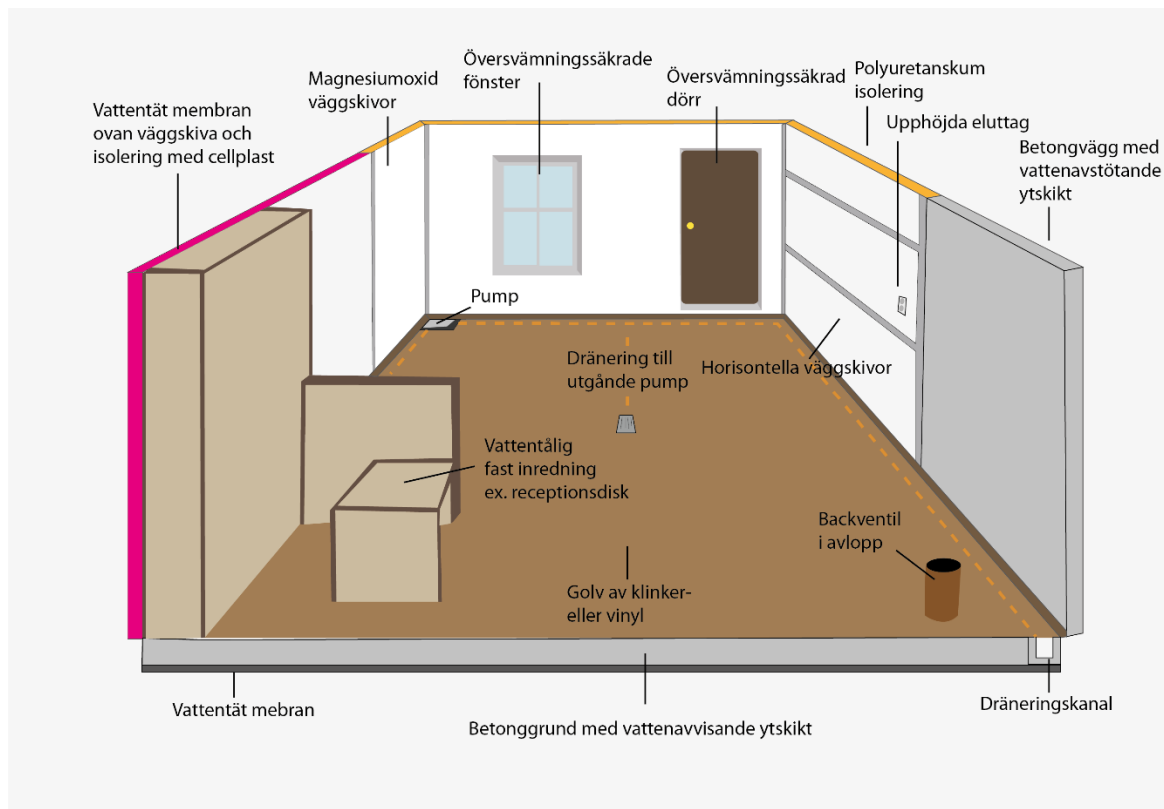 Översvämningssäkrade
fönster
Magnesiumoxid
väggskivor
Vattentät membran
ovan väggskiva och
isolering med cellplast
Översvämningssäkrad
dörr
Polyuretanskum
isolering
Upphöjda eluttag
Betongvägg med
vattenavstötande
ytskikt
Pump
Dränering till
utgånde pump
Horisontella väggskivor
Vattentålig
fast inredning
ex. receptionsdisk
Backventil
i avlopp
Golv av klinker-
eller vinyl
Vattentät mebran
Betonggrund med vattenavvisande ytskikt
Dräneringskanal